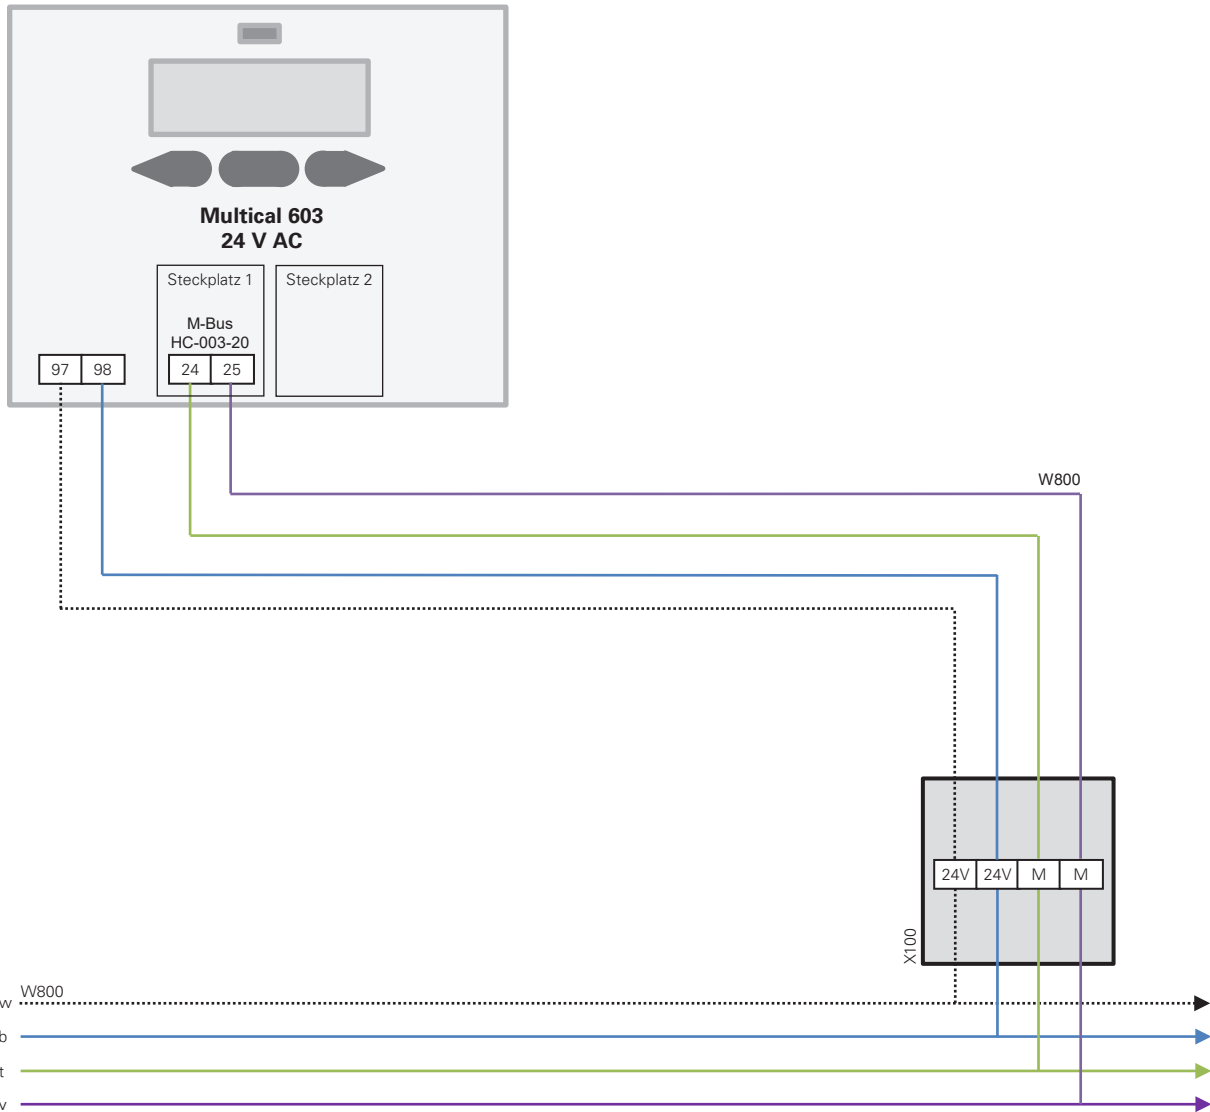 Multical 603
24 V AC
Steckplatz 1 Steckplatz 2
M-Bus
HC-003-20
97 98 24 25
W800
24V 24V M M
X100
W800
w
b
t
v